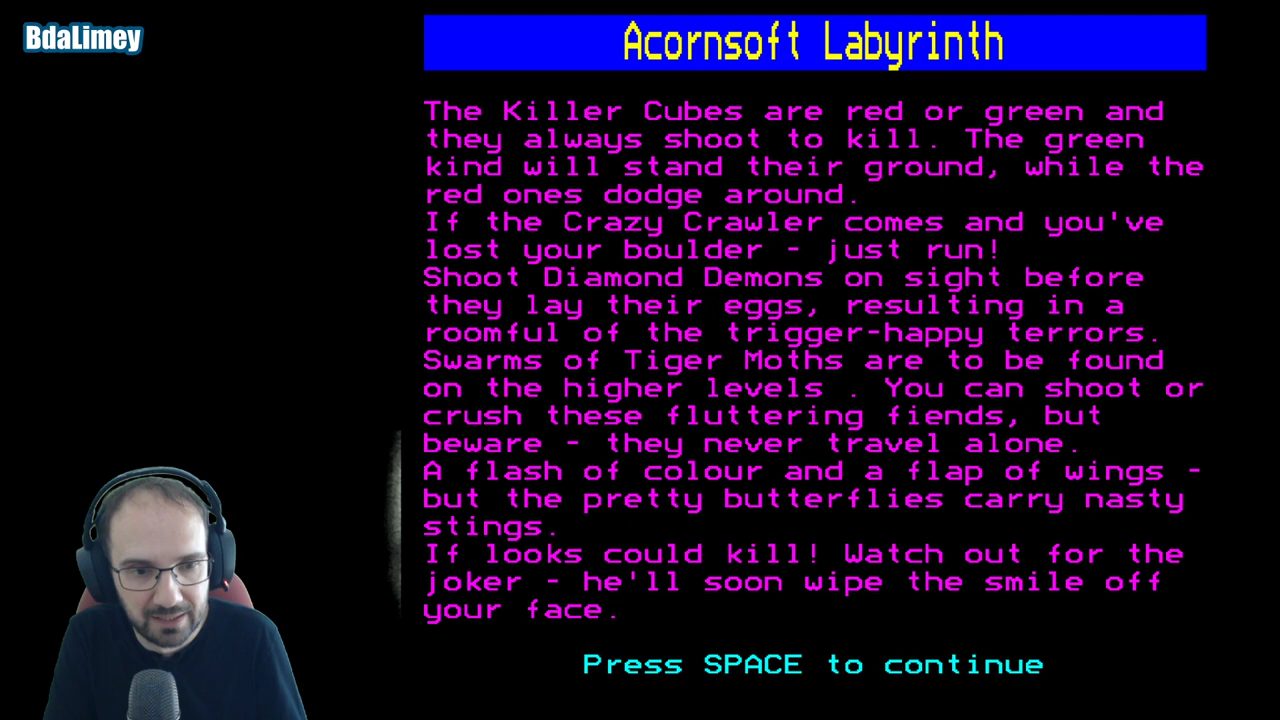 BdaLimey
Acornsoft Labyrinth
The Killer Cubes are red or green and
they always shoot to kill. The green
kind will stand their ground, while the
red ones dodge around.
If the Crazy Crawler comes and you've
lost your boulder - just run!
Shoot Diamond Demons on sight before
they lay their eggs, resulting in a
roomful of the trigger-happy terrors.
Swarms of Tiger Moths are to be found
on the higher levels . You can shoot or
crush these fluttering fiends, but
beware - they never travel alone.
A flash of colour and a flap of wings -
but the pretty butterflies carry nasty
stings.
If looks could kill! Watch out for the
joker - he'll soon wipe the smile off
your face.
Press SPACE to continue